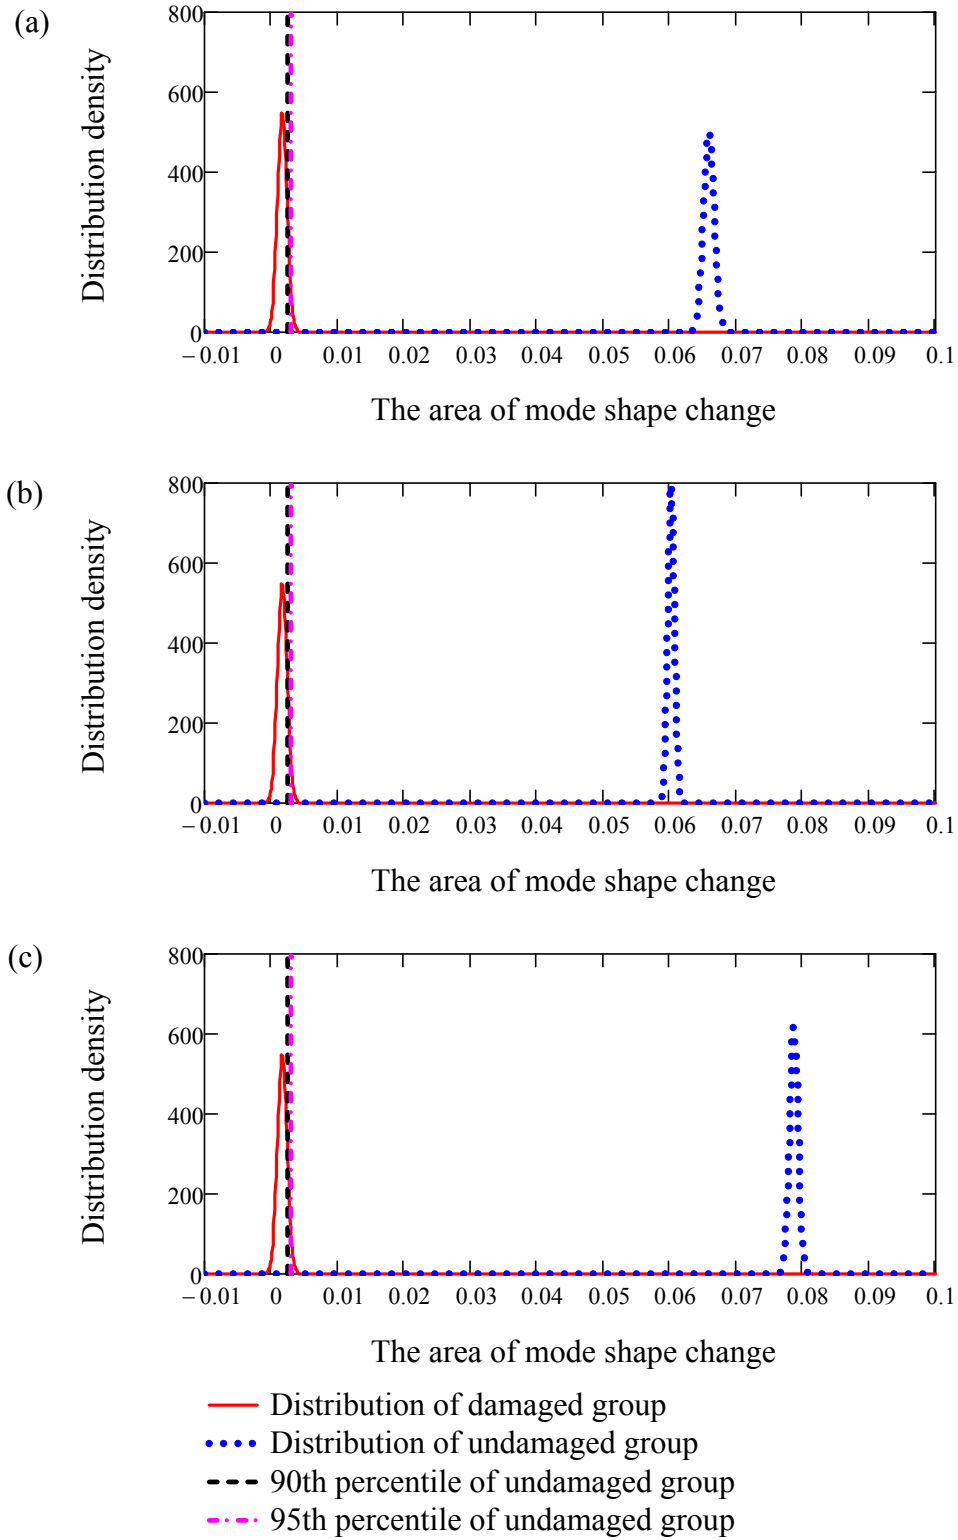 (a)
Distribution density
800
600
400
200
0
−0.01 0 0.01 0.02 0.03 0.04 0.05 0.06 0.07 0.08 0.09 0.1
The area of mode shape change
(b)
Distribution density
800
600
400
200
0
−0.01 0 0.01 0.02 0.03 0.04 0.05 0.06 0.07 0.08 0.09 0.1
The area of mode shape change
(c)
Distribution density
800
600
400
200
0
−0.01 0 0.01 0.02 0.03 0.04 0.05 0.06 0.07 0.08 0.09 0.1
The area of mode shape change
Distribution of damaged group
Distribution of undamaged group
90th percentile of undamaged group
95th percentile of undamaged group